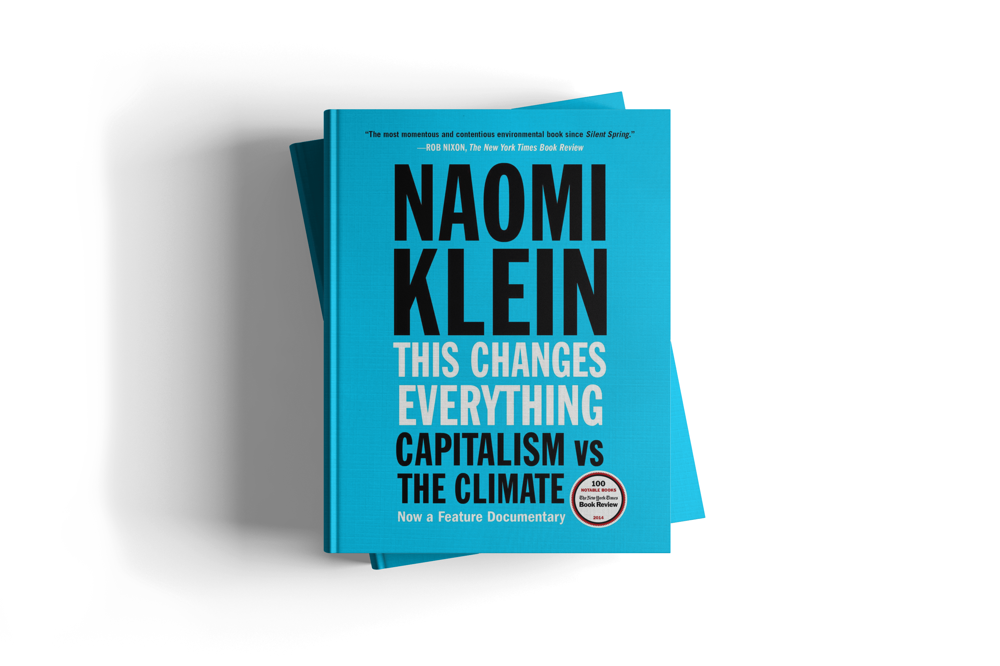 “The most momentous and contentious environmental book since Silent Spring.”
—ROB NIXON, The New York Times Book Review
NAOMI
KLEIN
THIS CHANGES
EVERYTHING
CAPITALISM VS
THE CLIMATE
Now a Feature Documentary
100
NOTABLE BOOKS
The New York Times
Book Review
2014